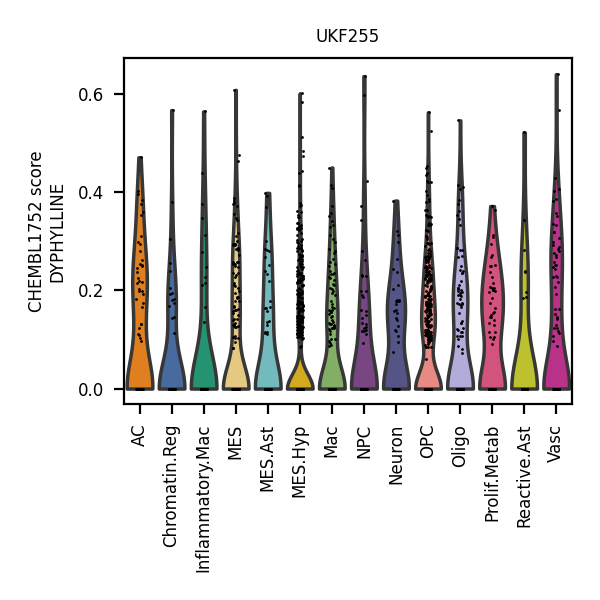 UKF255
CHEMBL1752 score
DYPHYLLINE
0.6
0.4
0.2
0.0
AC
Chromatin.Reg
Inflammatory.Mac
MES
MES.Ast
MES.Hyp
Mac
NPC
Neuron
OPC
Oligo
Prolif.Metab
Reactive.Ast
Vasc